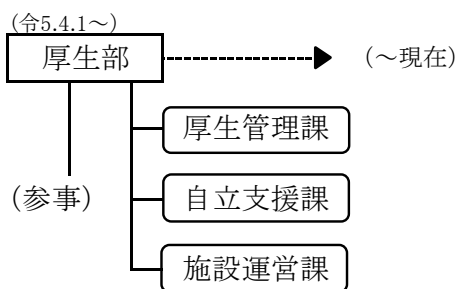 (令5.4.1～)
厚生部
(～現在)
厚生管理課
(参事)
自立支援課
施設運営課